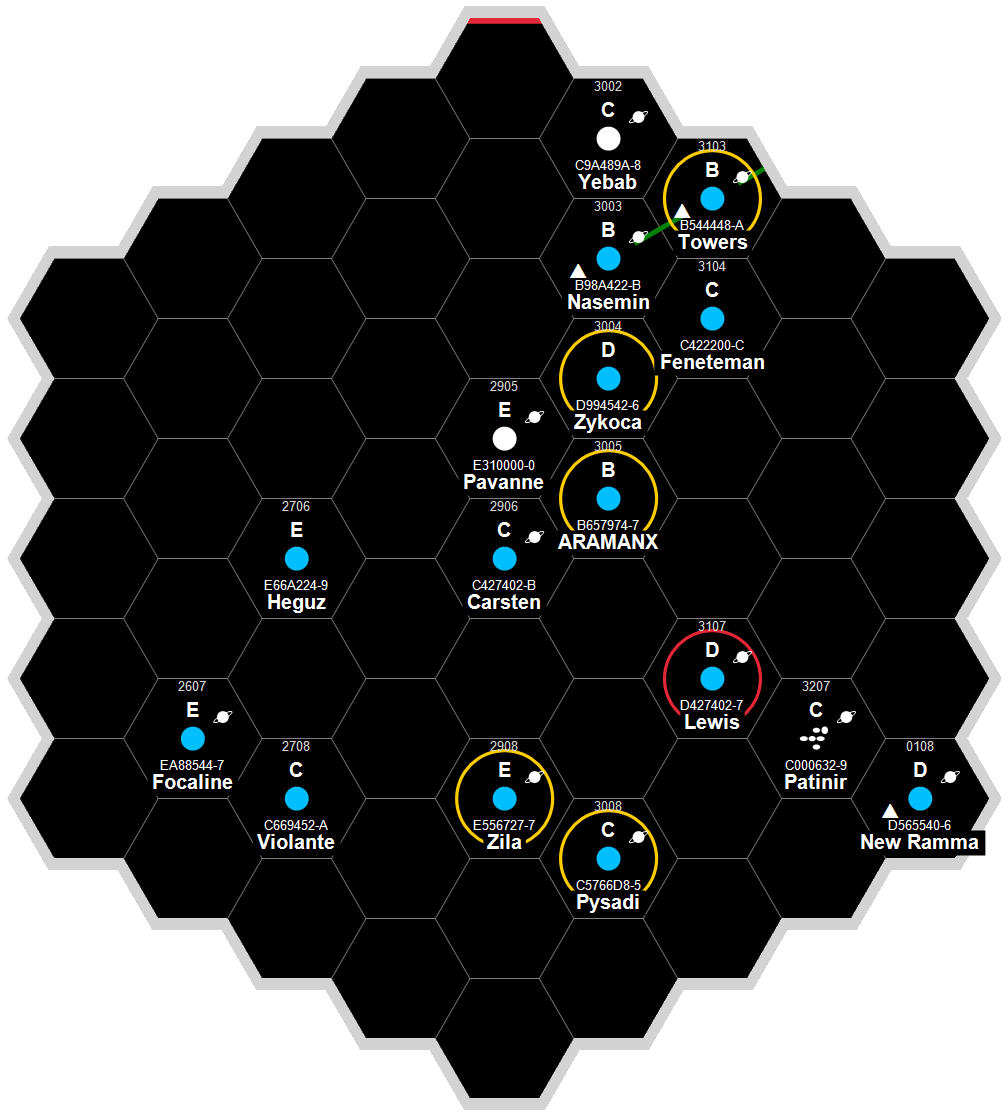 3002
C
C9A489A-8
Yebab
3103
B
B544448-A
Towers
3003
B
B98A422-B
Nasemin
3104
C
C422200-C
Feneteman
3004
D
D994542-6
Zykoca
2905
E
E310000-0
Pavanne
3005
B
B657974-7
ARAMANX
2706
E
E66A224-9
Heguz
2906
C
C427402-B
Carsten
3107
D
D427402-7
Lewis
2607
E
EA88544-7
Focaline
3207
C
C000632-9
Patinir
2708
C
C669452-A
Violante
2908
E
E556727-7
Zila
0108
D
D565540-6
New Ramma
3008
C
C5766D8-5
Pysadi